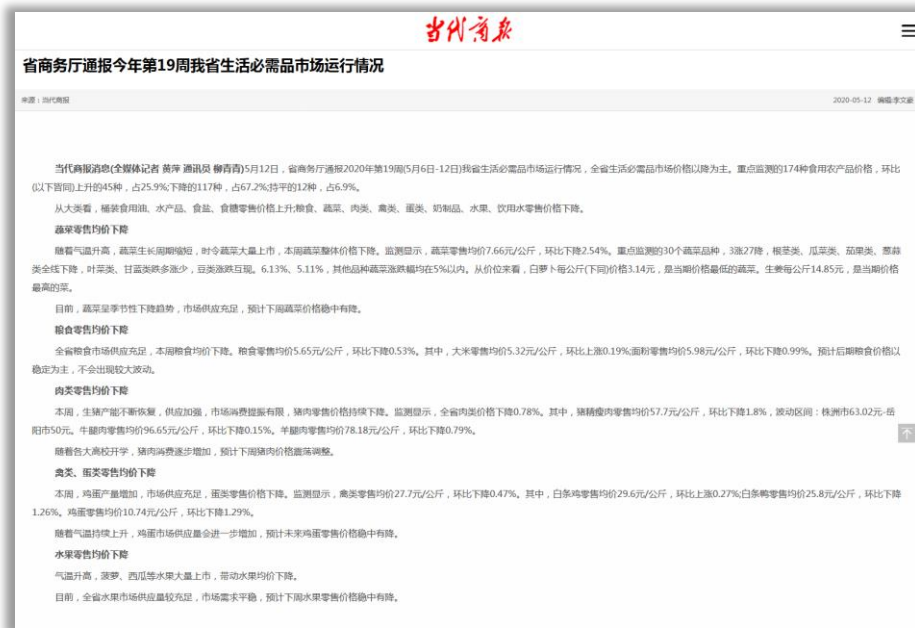 当代商报
省商务厅通报今年第19周我省生活必需品市场运行情况
来源：当代商报
2020-05-12 编辑:李文豪
当代商报消息(全媒体记者 黄萍 通讯员 柳青青)5月12日，省商务厅通报2020年第19周(5月6日-12日)我省生活必需品市场运行情况，全省生活必需品市场价格以降为主。重点监测的174种食用农产品价格，环比
(以下皆同)上升的45种，占25.9%;下降的117种，占67.2%;持平的12种，占6.9%。
从大类看，桶装食用油、水产品、食盐、食糖零售价格上升;粮食、蔬菜、肉类、禽类、蛋类、奶制品、水果、饮用水零售价格下降。
蔬菜零售均价下降
随着气温升高，蔬菜生长周期缩短，时令蔬菜大量上市，本周蔬菜整体价格下降。监测显示，蔬菜零售均价7.66元/公斤，环比下降2.54%。重点监测的30个蔬菜品种，3涨27降，根茎类、瓜菜类、茄果类、葱蒜
类全线下降，叶菜类、甘蓝类跌多涨少，豆类涨跌互现。6.13%、5.11%，其他品种蔬菜涨跌幅均在5%以内。从价位来看，白萝卜每公斤(下同)价格3.14元，是当期价格最低的蔬菜。生姜每公斤14.85元，是当期价格
最高的菜。
目前，蔬菜呈季节性下降趋势，市场供应充足，预计下周蔬菜价格稳中有降。
粮食零售均价下降
全省粮食市场供应充足，本周粮食均价下降。粮食零售均价5.65元/公斤，环比下降0.53%。其中，大米零售均价5.32元/公斤，环比上涨0.19%;面粉零售均价5.98元/公斤，环比下降0.99%。预计后期粮食价格以
稳定为主，不会出现较大波动。
肉类零售均价下降
本周，生猪产能不断恢复，供应加强，市场消费提振有限，猪肉零售价格持续下降。监测显示，全省肉类价格下降0.78%。其中，猪精瘦肉零售均价57.7元/公斤，环比下降1.8%，波动区间：株洲市63.02元-岳
阳市50元。牛腿肉零售均价96.65元/公斤，环比下降0.15%。羊腿肉零售均价78.18元/公斤，环比下降0.79%。
随着各大高校开学，猪肉消费逐步增加，预计下周猪肉价格震荡调整。
禽类、蛋类零售均价下降
本周，鸡蛋产量增加，市场供应充足，蛋类零售价格下降。监测显示，禽类零售均价27.7元/公斤，环比下降0.47%。其中，白条鸡零售均价29.6元/公斤，环比上涨0.27%;白条鸭零售均价25.8元/公斤，环比下降
1.26%。鸡蛋零售均价10.74元/公斤，环比下降1.29%。
随着气温持续上升，鸡蛋市场供应量会进一步增加，预计未来鸡蛋零售价格稳中有降。
水果零售均价下降
气温升高，菠萝、西瓜等水果大量上市，带动水果均价下降。
目前，全省水果市场供应量较充足，市场需求平稳，预计下周水果零售价格稳中有降。